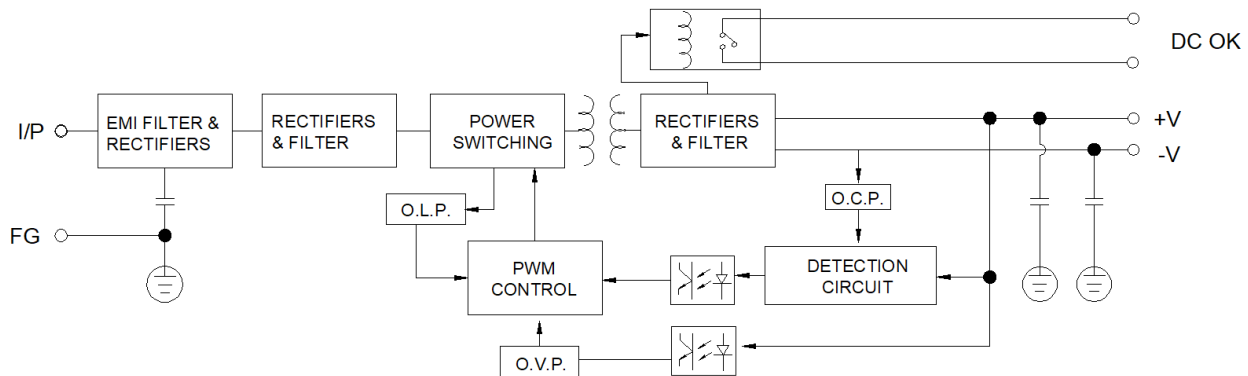 DC OK
I/P
EMI FILTER &
RECTIFIERS
RECTIFIERS
& FILTER
POWER
SWITCHING
RECTIFIERS
& FILTER
+V
-V
O.L.P.
O.C.P.
FG
PWM
CONTROL
DETECTION
CIRCUIT
O.V.P.